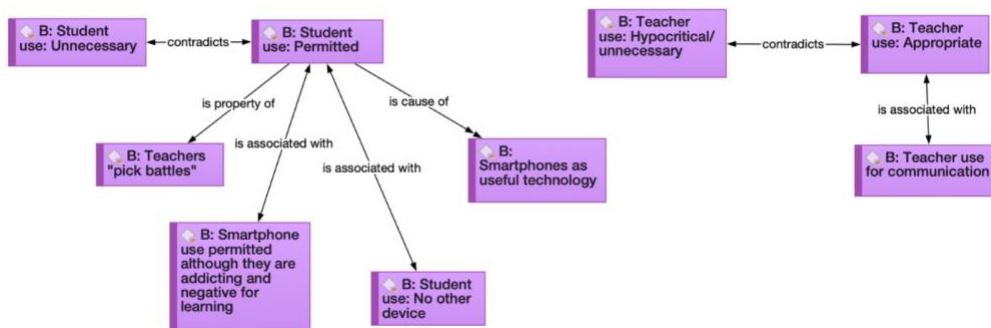 B: Student
use: Unnecessary
contradicts
B: Student
use: Permitted
B: Teacher
use: Hypocritical/
unnecessary
contradicts
B: Teacher
use: Appropriate
is property of
is cause of
is associated with
is associated with
is associated with
B: Teachers
"pick battles"
B:
Smartphones as
useful technology
B: Teacher use
for communication
B: Smartphone
use permitted
although they are
addicting and
negative for
learning
B: Student
use: No other
device